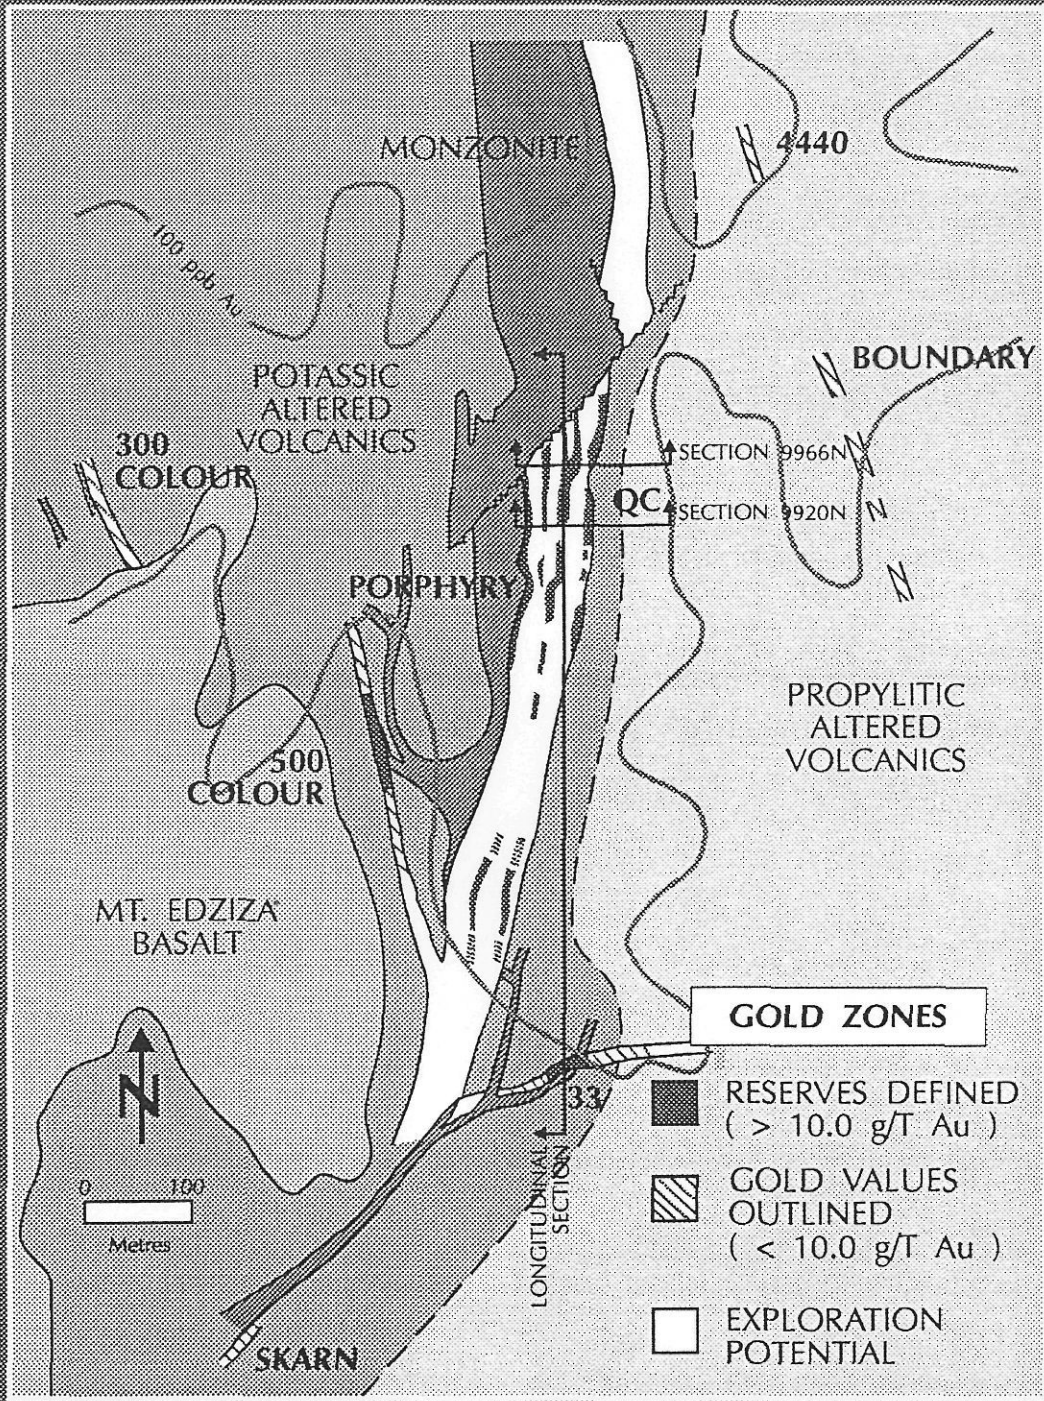 MONZONITE
4440
100 ppb Au
POTASSIC
ALTERED
VOLCANICS
BOUNDARY
300
COLOUR
SECTION 9966N
QC
SECTION 9920N
PORPHYRY
PROPYLITIC
ALTERED
VOLCANICS
500
COLOUR
MT. EDZIZA
BASALT
N
GOLD ZONES
33
RESERVES DEFINED
( > 10.0 g/T Au )
LONGITUDINAL
SECTION
0 100
Metres
GOLD VALUES
OUTLINED
( < 10.0 g/T Au )
EXPLORATION
POTENTIAL
SKARN